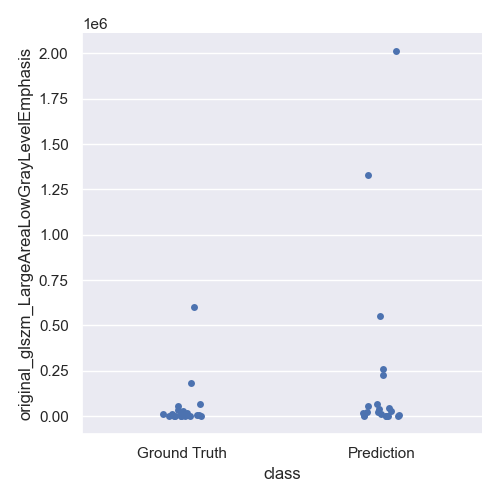 1e6
2.00
1.75
1.50
1.25
1.00
0.75
0.50
0.25
0.00
original_glszm_LargeAreaLowGrayLevelEmphasis
Ground Truth
Prediction
class